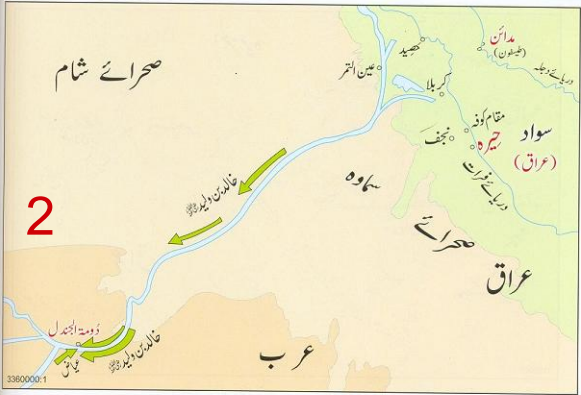 مدائن
(طیسفون)
دریائے دجلہ
حصید
عین التمر
کربلا
صحرائے شام
مقام کوفہ
سواد
حیرہ
(عراق)
نجف
دریائے فرات
سماوہ
خالد بن ولید ؓ
صحرائے
عراق
2
دُومۃ الجندل
خالد بن ولید ؓ
عیاض
عرب
3360000:1